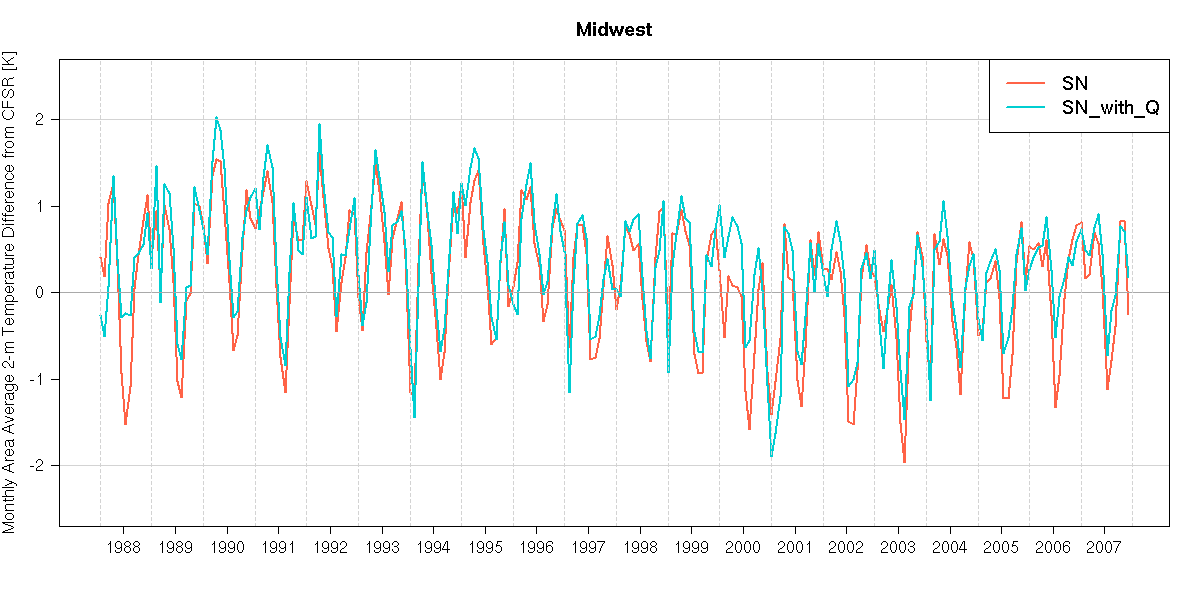 Midwest
Monthly Area Average 2-m Temperature Difference from CFSR [K]
SN
SN_with_Q
2
1
0
-1
-2
1988 1989 1990 1991 1992 1993 1994 1995 1996 1997 1998 1999 2000 2001 2002 2003 2004 2005 2006 2007